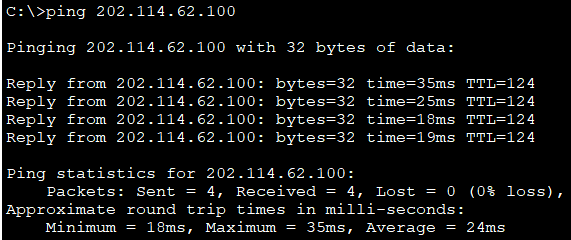 C:\>ping 202.114.62.100
Pinging 202.114.62.100 with 32 bytes of data:
Reply from 202.114.62.100: bytes=32 time=35ms TTL=124
Reply from 202.114.62.100: bytes=32 time=25ms TTL=124
Reply from 202.114.62.100: bytes=32 time=18ms TTL=124
Reply from 202.114.62.100: bytes=32 time=19ms TTL=124
Ping statistics for 202.114.62.100:
    Packets: Sent = 4, Received = 4, Lost = 0 (0% loss),
Approximate round trip times in milli-seconds:
    Minimum = 18ms, Maximum = 35ms, Average = 24ms